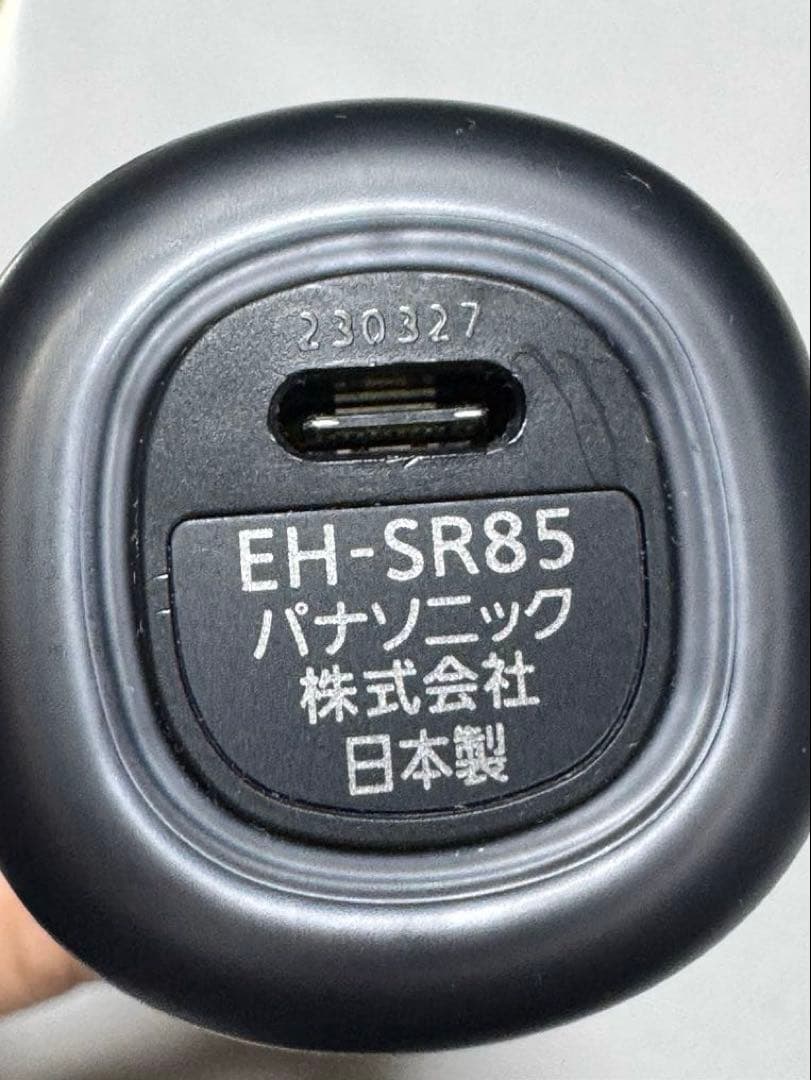 230327
EH-SR85
パナソニック
株式会社
日本製